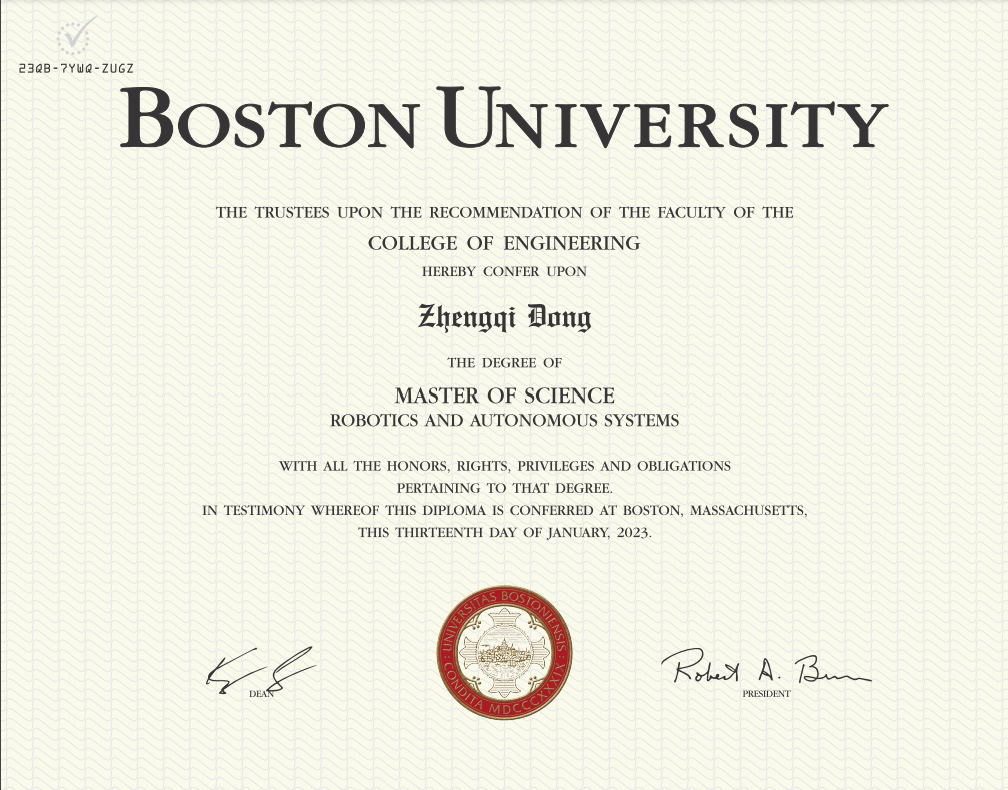 23QB-7YWQ-ZUGZ
BOSTON UNIVERSITY
THE TRUSTEES UPON THE RECOMMENDATION OF THE FACULTY OF THE
COLLEGE OF ENGINEERING
HEREBY CONFER UPON
Zhengqi Dong
THE DEGREE OF
MASTER OF SCIENCE
ROBOTICS AND AUTONOMOUS SYSTEMS
WITH ALL THE HONORS, RIGHTS, PRIVILEGES AND OBLIGATIONS
PERTAINING TO THAT DEGREE.
IN TESTIMONY WHEREOF THIS DIPLOMA IS CONFERRED AT BOSTON, MASSACHUSETTS,
THIS THIRTEENTH DAY OF JANUARY, 2023.
UNIVERSITAS BOSTONIENSIS
CONDITA MDCCCXXXIX
Robert A.
DEAN
PRESIDENT